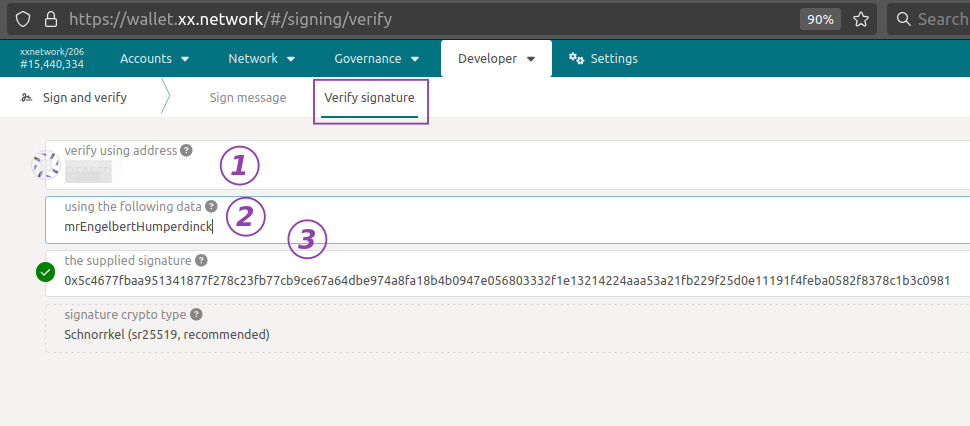 https://wallet.xx.network/#/signing/verify
90%
Search
xxnetwork/206
#15,440,334
Accounts
Network
Governance
Developer
Settings
Sign and verify
Sign message
Verify signature
verify using address ?
1
using the following data ?
2
mrEngelbertHumperdinck
3
the supplied signature ?
0x5c4677fbaa951341877f278c23fb77cb9ce67a64dbe974a8fa18b4b0947e056803332f1e13214224aaa53a21fb229f25d0e11191f4feba0582f8378c1b3c0981
signature crypto type ?
Schnorrkel (sr25519, recommended)